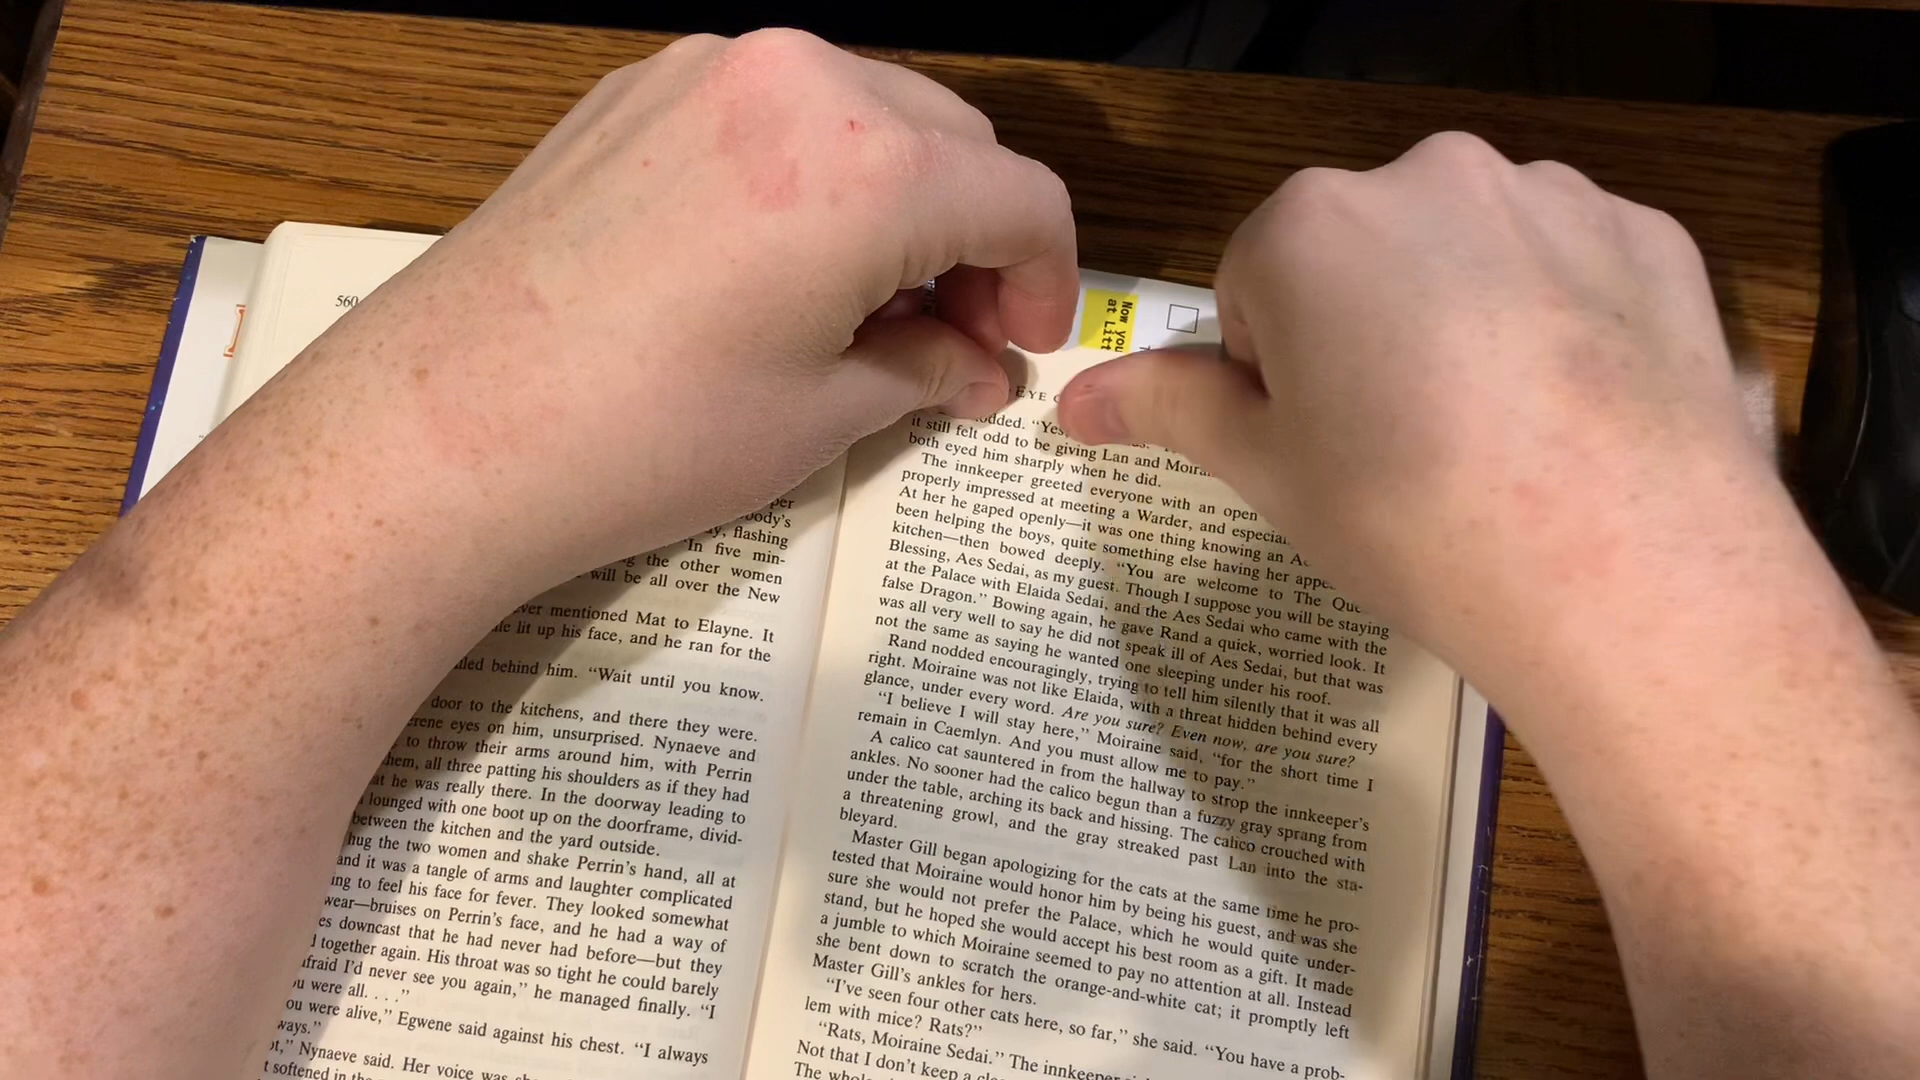 560
per
body's
flashing
"In five min-
the other women
will be all over the New
ever mentioned Mat to Elayne. It
lit up his face, and he ran for the
behind him. "Wait until you know.
door to the kitchens, and there they were.
eyes on him, unsurprised. Nynaeve and
to throw their arms around him, with Perrin
all three patting his shoulders as if they had
he was really there. In the doorway leading to
lounged with one boot up on the doorframe, divid-
between the kitchen and the yard outside.
hug the two women and shake Perrin's hand, all at
and it was a tangle of arms and laughter complicated
ing to feel his face for fever. They looked somewhat
wear—bruises on Perrin's face, and he had a way of
es downcast that he had never had before—but they
together again. His throat was so tight he could barely
afraid I'd never see you again," he managed finally. "I
were all. . . ."
ou were alive," Egwene said against his chest. "I always
ways."
Nynaeve said. Her voice was
softened in the
Now you
at Litt
EYE
"Yes,
it still felt odd to be giving Lan and
both eyed him sharply when he did.
The innkeeper greeted everyone with an open
properly impressed at meeting a Warder, and
At her he gaped openly—it was one thing knowing an
been helping the boys, quite something else having her
kitchen—then bowed deeply. "You are welcome to The
Blessing, Aes Sedai, as my guest. Though I suppose you will be staying
at the Palace with Elaida Sedai, and the Aes Sedai who came with the
false Dragon." Bowing again, he gave Rand a quick, worried look. It
was all very well to say he did not speak ill of Aes Sedai, but that was
not the same as saying he wanted one sleeping under his roof.
Rand nodded encouragingly, trying to tell him silently that it was all
right. Moiraine was not like Elaida, with a threat hidden behind every
glance, under every word. Are you sure? Even now, are you sure?
"I believe I will stay here," Moiraine said, "for the short time I
remain in Caemlyn. And you must allow me to pay."
A calico cat sauntered in from the hallway to strop the innkeeper's
ankles. No sooner had the calico begun than a fuzzy gray sprang from
under the table, arching its back and hissing. The calico crouched with
a threatening growl, and the gray streaked past Lan into the sta-
bleyard.
Master Gill began apologizing for the cats at the same time he pro-
tested that Moiraine would honor him by being his guest, and was she
sure she would not prefer the Palace, which he would quite under-
stand, but he hoped she would accept his best room as a gift. It made
a jumble to which Moiraine seemed to pay no attention at all. Instead
she bent down to scratch the orange-and-white cat; it promptly left
Master Gill's ankles for hers.
"I've seen four other cats here, so far," she said. "You have a prob-
lem with mice? Rats?"
"Rats, Moiraine Sedai." The innkeeper
Not that I don't keep a
The